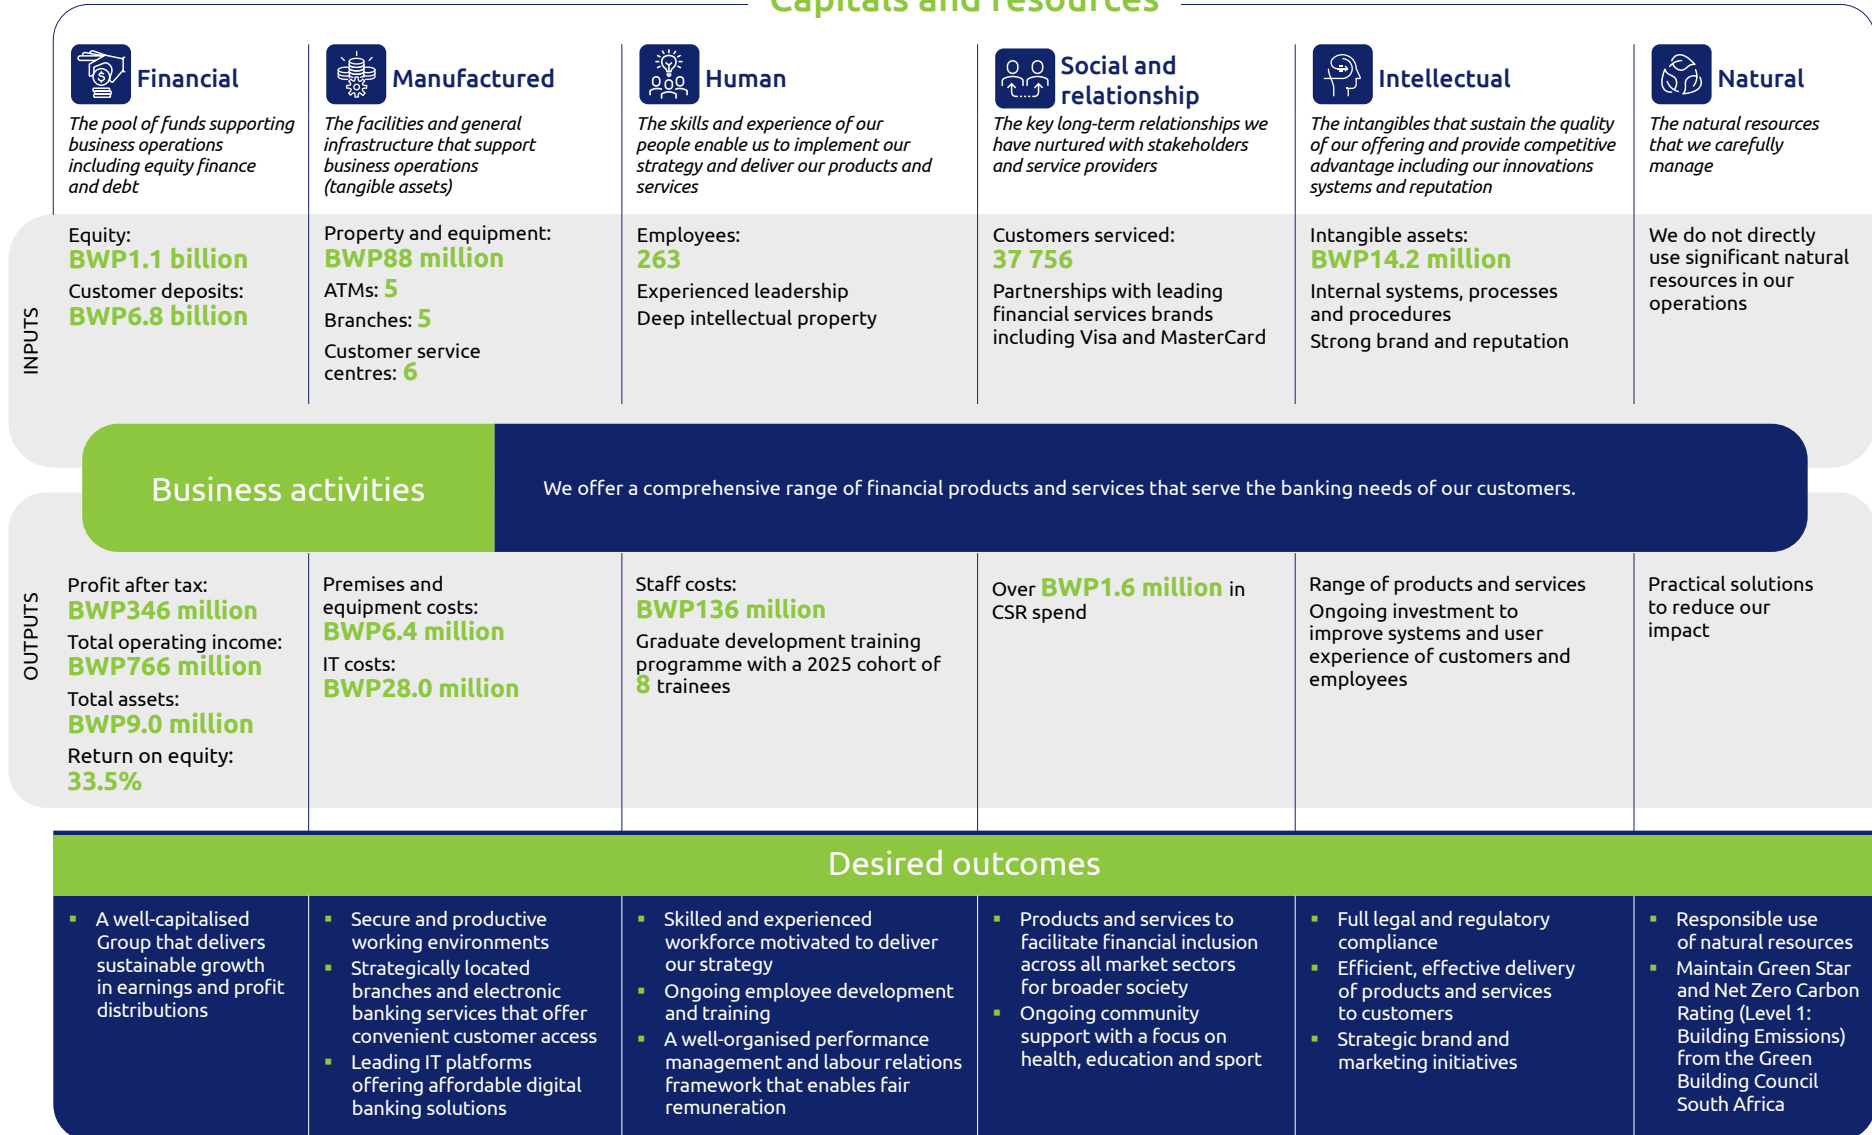 Capitals and resources
Financial
The pool of funds supporting
business operations
including equity finance
and debt
Manufactured
The facilities and general
infrastructure that support
business operations
(tangible assets)
Human
The skills and experience of our
people enable us to implement our
strategy and deliver our products and
services
Social and
relationship
The key long-term relationships we
have nurtured with stakeholders
and service providers
Intellectual
The intangibles that sustain the quality
of our offering and provide competitive
advantage including our innovations
systems and reputation
Natural
The natural resources
that we carefully
manage
INPUTS
Equity:
BWP1.1 billion
Customer deposits:
BWP6.8 billion
Property and equipment:
BWP88 million
ATMs: 5
Branches: 5
Customer service
centres: 6
Employees:
263
Experienced leadership
Deep intellectual property
Customers serviced:
37 756
Partnerships with leading
financial services brands
including Visa and MasterCard
Intangible assets:
BWP14.2 million
Internal systems, processes
and procedures
Strong brand and reputation
We do not directly
use significant natural
resources in our
operations
Business activities
We offer a comprehensive range of financial products and services that serve the banking needs of our customers.
OUTPUTS
Profit after tax:
BWP346 million
Total operating income:
BWP766 million
Total assets:
BWP9.0 million
Return on equity:
33.5%
Premises and
equipment costs:
BWP6.4 million
IT costs:
BWP28.0 million
Staff costs:
BWP136 million
Graduate development training
programme with a 2025 cohort of
8 trainees
Over BWP1.6 million in
CSR spend
Range of products and services
Ongoing investment to
improve systems and user
experience of customers and
employees
Practical solutions
to reduce our
impact
Desired outcomes
▪ A well-capitalised
Group that delivers
sustainable growth
in earnings and profit
distributions
▪ Secure and productive
working environments
▪ Strategically located
branches and electronic
banking services that offer
convenient customer access
▪ Leading IT platforms
offering affordable digital
banking solutions
▪ Skilled and experienced
workforce motivated to deliver
our strategy
▪ Ongoing employee development
and training
▪ A well-organised performance
management and labour relations
framework that enables fair
remuneration
▪ Products and services to
facilitate financial inclusion
across all market sectors
for broader society
▪ Ongoing community
support with a focus on
health, education and sport
▪ Full legal and regulatory
compliance
▪ Efficient, effective delivery
of products and services
to customers
▪ Strategic brand and
marketing initiatives
▪ Responsible use
of natural resources
▪ Maintain Green Star
and Net Zero Carbon
Rating (Level 1:
Building Emissions)
from the Green
Building Council
South Africa